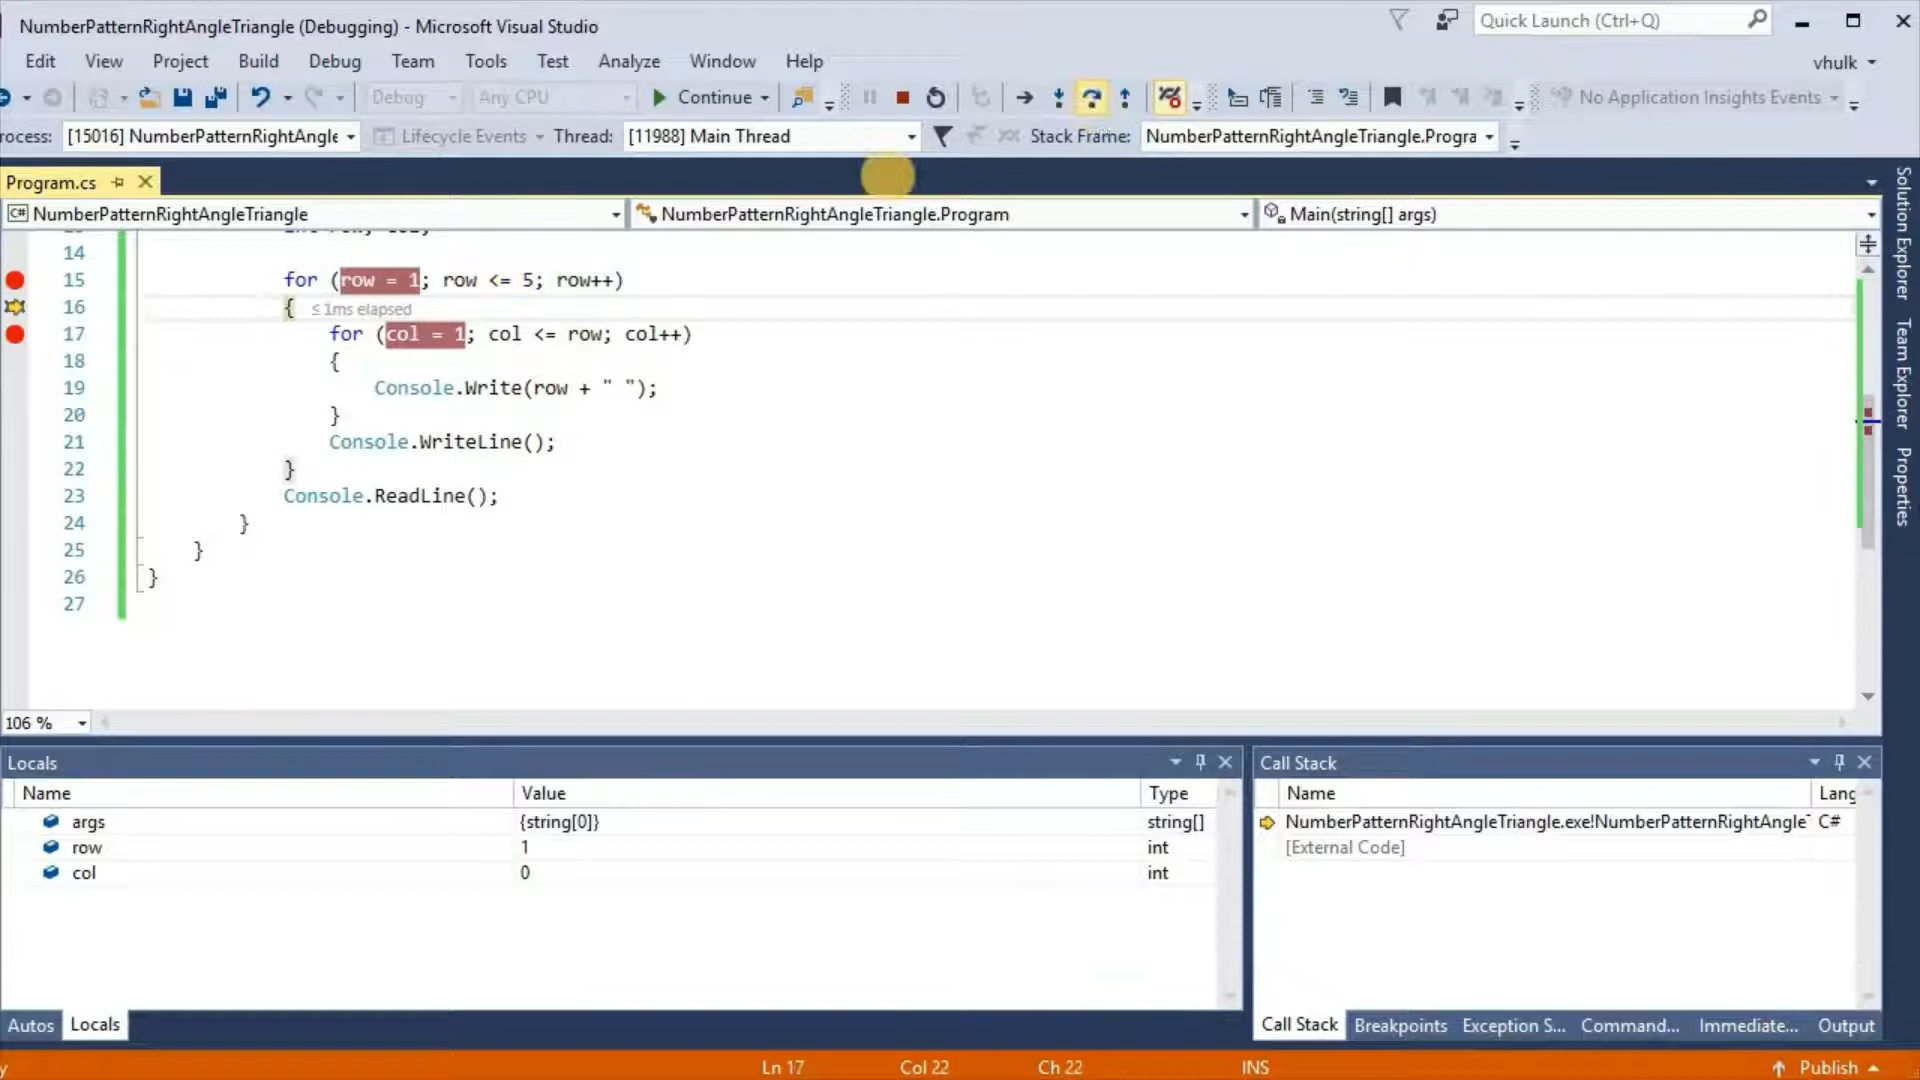 NumberPatternRightAngleTriangle (Debugging) - Microsoft Visual Studio
Quick Launch (Ctrl+Q)
Edit View Project Build Debug Team Tools Test Analyze Window Help
vhulk
Debug Any CPU Continue No Application Insights Events
rocess: [15016] NumberPatternRightAngle Lifecycle Events Thread: [11988] Main Thread Stack Frame: NumberPatternRightAngleTriangle.Progra
Program.cs
C# NumberPatternRightAngleTriangle NumberPatternRightAngleTriangle.Program Main(string[] args)
14
15 for (row = 1; row <= 5; row++)
16 { ≤ 1ms elapsed
17 for (col = 1; col <= row; col++)
18 {
19 Console.Write(row + " ");
20 }
21 Console.WriteLine();
22 }
23 Console.ReadLine();
24 }
25 }
26 }
27
Solution Explorer
Team Explorer
Properties
106 %
Locals
Name Value Type
args {string[0]} string[]
row 1 int
col 0 int
Autos Locals
Call Stack
Name Lang
NumberPatternRightAngleTriangle.exe!NumberPatternRightAngleT C#
[External Code]
Call Stack Breakpoints Exception S... Command... Immediate... Output
y Ln 17 Col 22 Ch 22 INS Publish